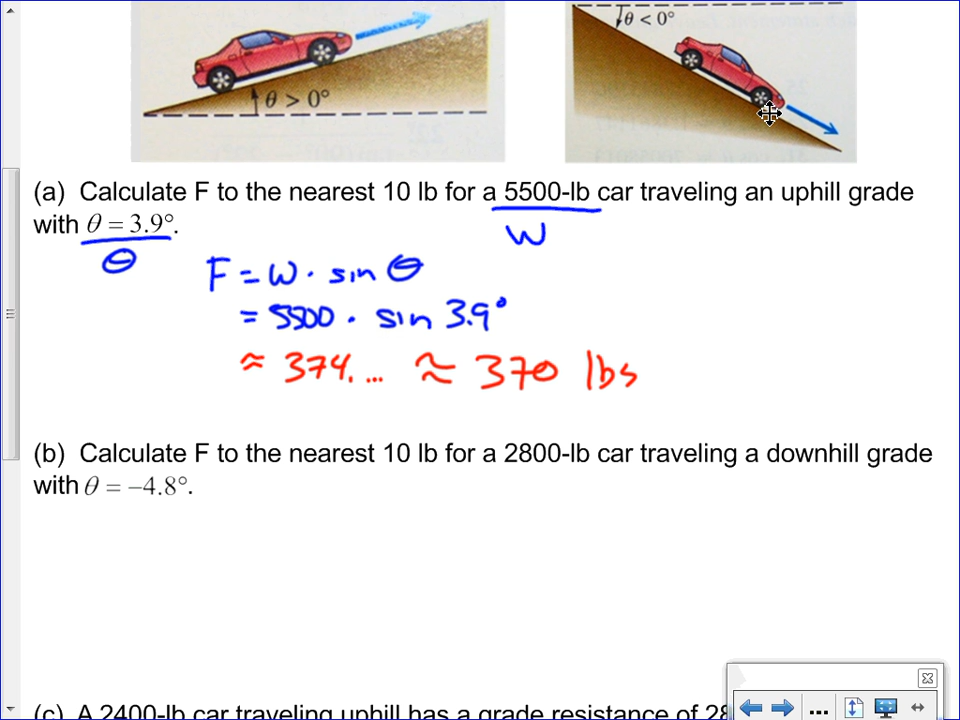 θ > 0°
θ < 0°
(a) Calculate F to the nearest 10 lb for a 5500-lb car traveling an uphill grade
with θ = 3.9°.
W
θ
F = W · sin θ
= 5500 · sin 3.9°
≈ 374. ... ≈ 370 lbs
(b) Calculate F to the nearest 10 lb for a 2800-lb car traveling a downhill grade
with θ = −4.8°.
(c) A 2400-lb car traveling uphill has a grade resistance of 28